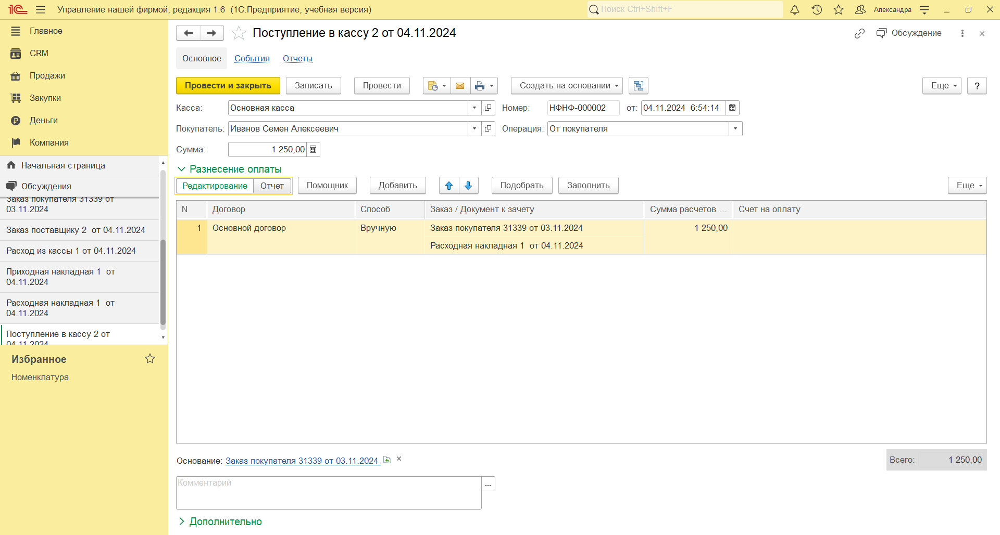 1С Управление нашей фирмой, редакция 1.6 (1С:Предприятие, учебная версия)
Поиск Ctrl+Shift+F
Александра
Главное
CRM
Продажи
Закупки
Деньги
Компания
Начальная страница
Обсуждения
Заказ покупателя 31339 от
03.11.2024
Заказ поставщику 2 от 04.11.2024
Расход из кассы 1 от 04.11.2024
Приходная накладная 1 от
04.11.2024
Расходная накладная 1 от
04.11.2024
Поступление в кассу 2 от
04.11.2024
Избранное
Номенклатура
Поступление в кассу 2 от 04.11.2024
Обсуждение
Основное События Отчеты
Провести и закрыть Записать Провести Создать на основании Еще ?
Касса: Основная касса Номер: НФНФ-000002 от: 04.11.2024 6:54:14
Покупатель: Иванов Семен Алексеевич Операция: От покупателя
Сумма: 1 250,00
Разнесение оплаты
Редактирование Отчет Помощник Добавить Подобрать Заполнить Еще
N Договор Способ Заказ / Документ к зачету Сумма расчетов ... Счет на оплату
1 Основной договор Вручную Заказ покупателя 31339 от 03.11.2024 1 250,00
Расходная накладная 1 от 04.11.2024
Основание: Заказ покупателя 31339 от 03.11.2024
Всего: 1 250,00
Комментарий
...
Дополнительно